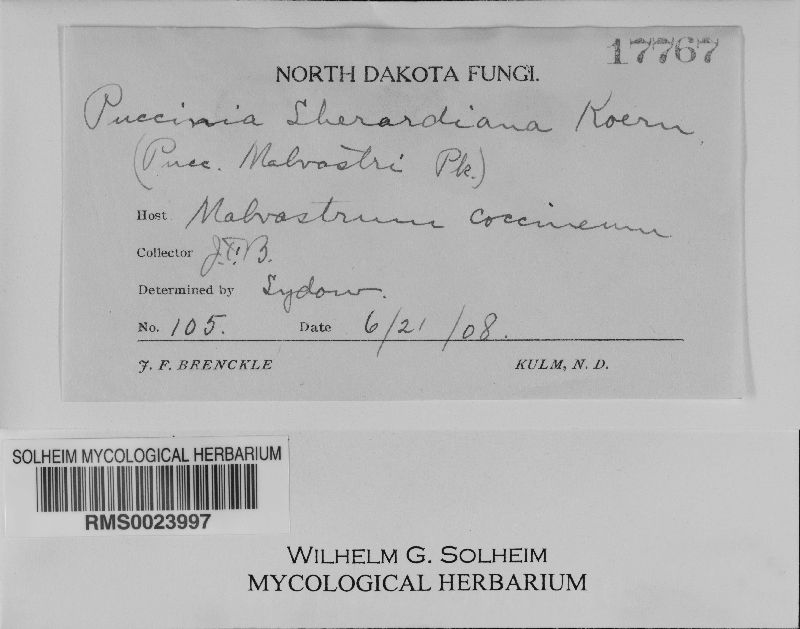 17767
NORTH DAKOTA FUNGI.
Puccinia Sherardiana Koern.
(Pucc. Malvastri Pk.)
Host Malvastrum coccineum
Collector J.F.B.
Determined by Sydow.
No. 105. Date 6/21/08.
J. F. BRENCKLE KULM, N. D.
SOLHEIM MYCOLOGICAL HERBARIUM
RMS0023997
WILHELM G. SOLHEIM
MYCOLOGICAL HERBARIUM